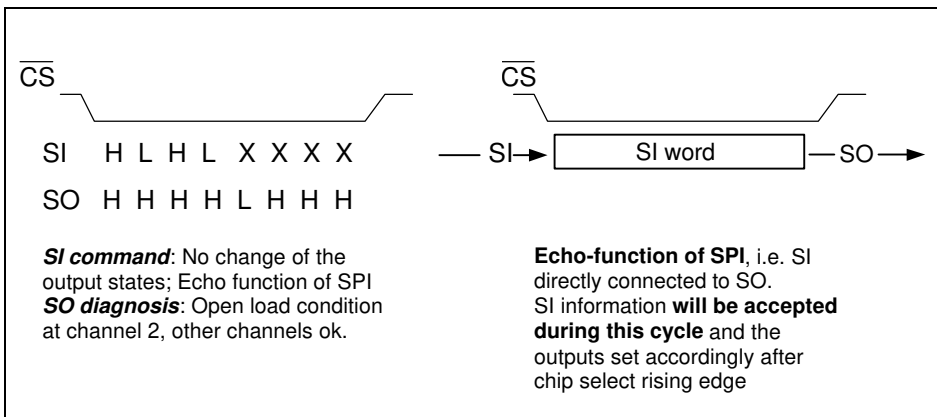 CS
SI H L H L X X X X
SO H H H H L H H H
SI command: No change of the
output states; Echo function of SPI
SO diagnosis: Open load condition
at channel 2, other channels ok.
CS
SI SI word SO
Echo-function of SPI, i.e. SI
directly connected to SO.
SI information will be accepted
during this cycle and the
outputs set accordingly after
chip select rising edge